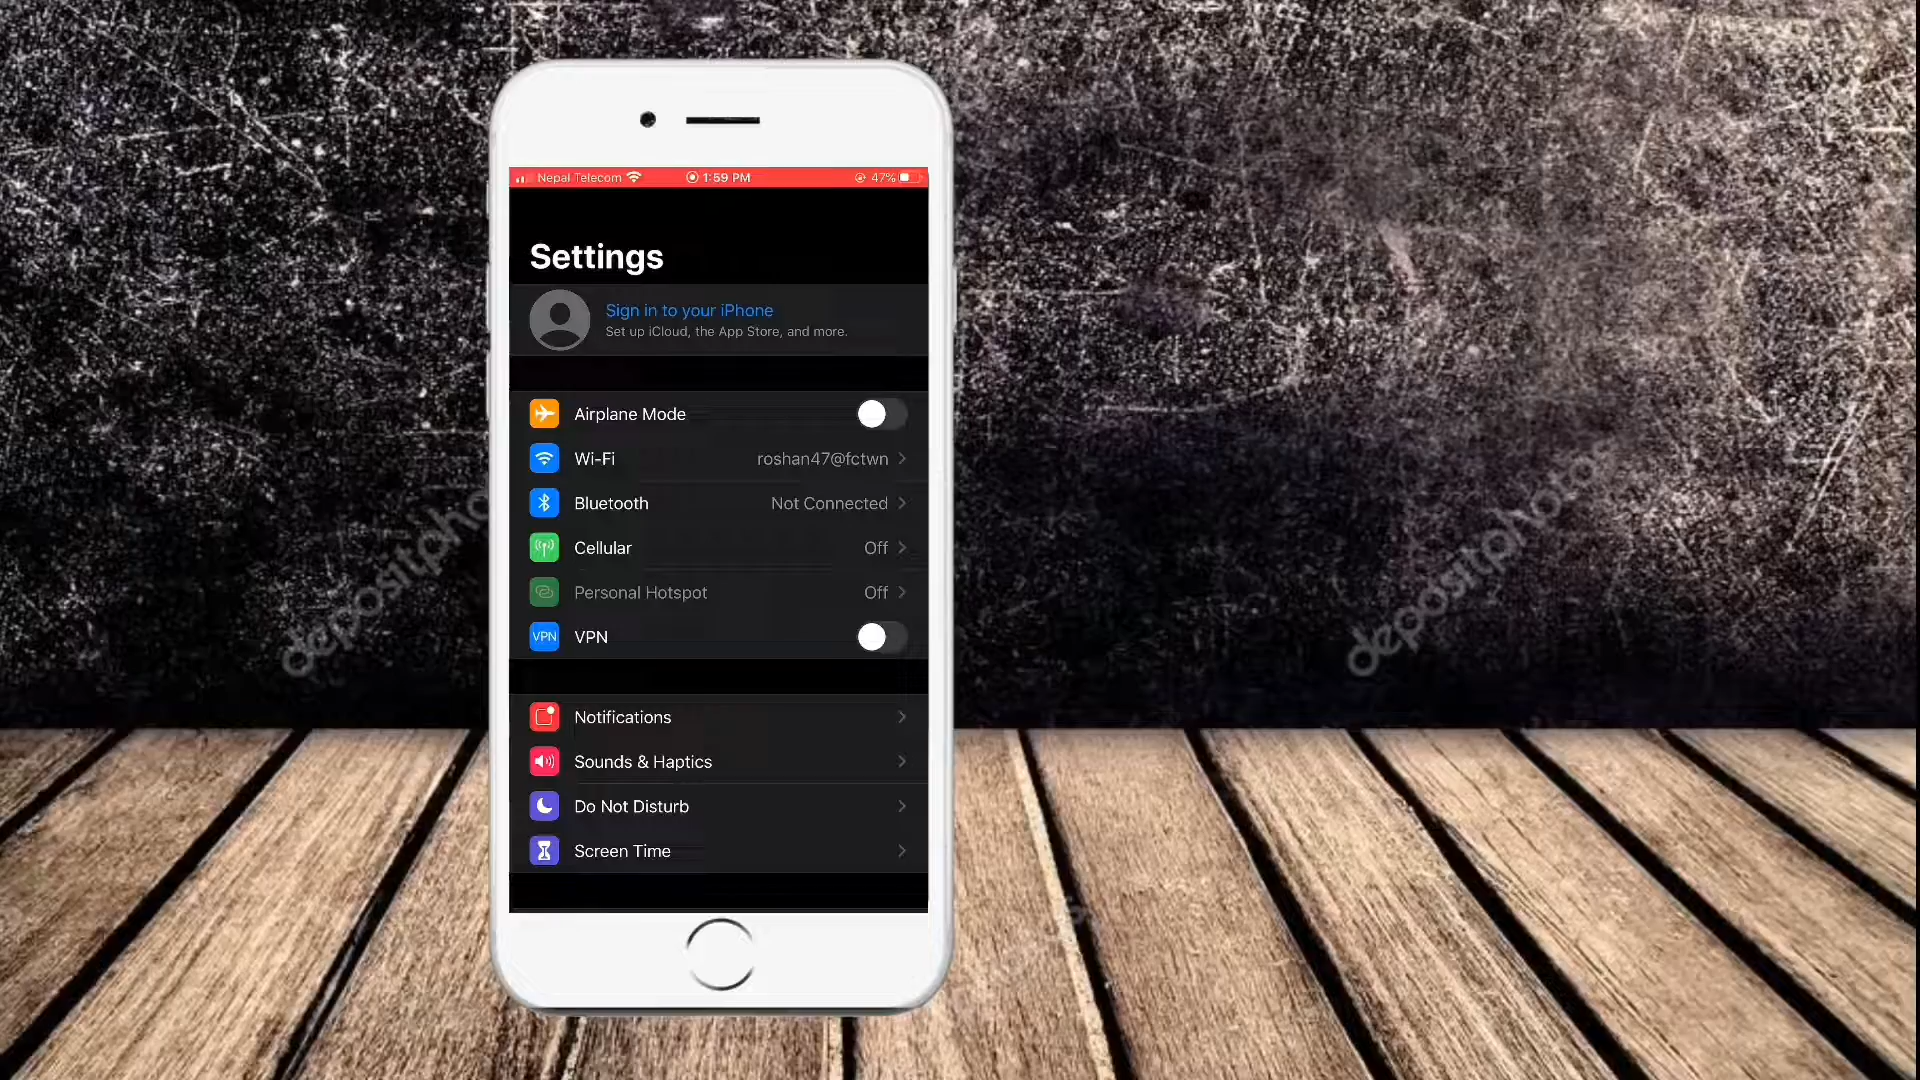 Nepal Telecom 1:59 PM 47%
Settings
Sign in to your iPhone
Set up iCloud, the App Store, and more.
Airplane Mode
Wi-Fi roshan47@fctwn
Bluetooth Not Connected
Cellular Off
Personal Hotspot Off
VPN VPN
Notifications
Sounds & Haptics
Do Not Disturb
Screen Time
depositpho
depositphotos